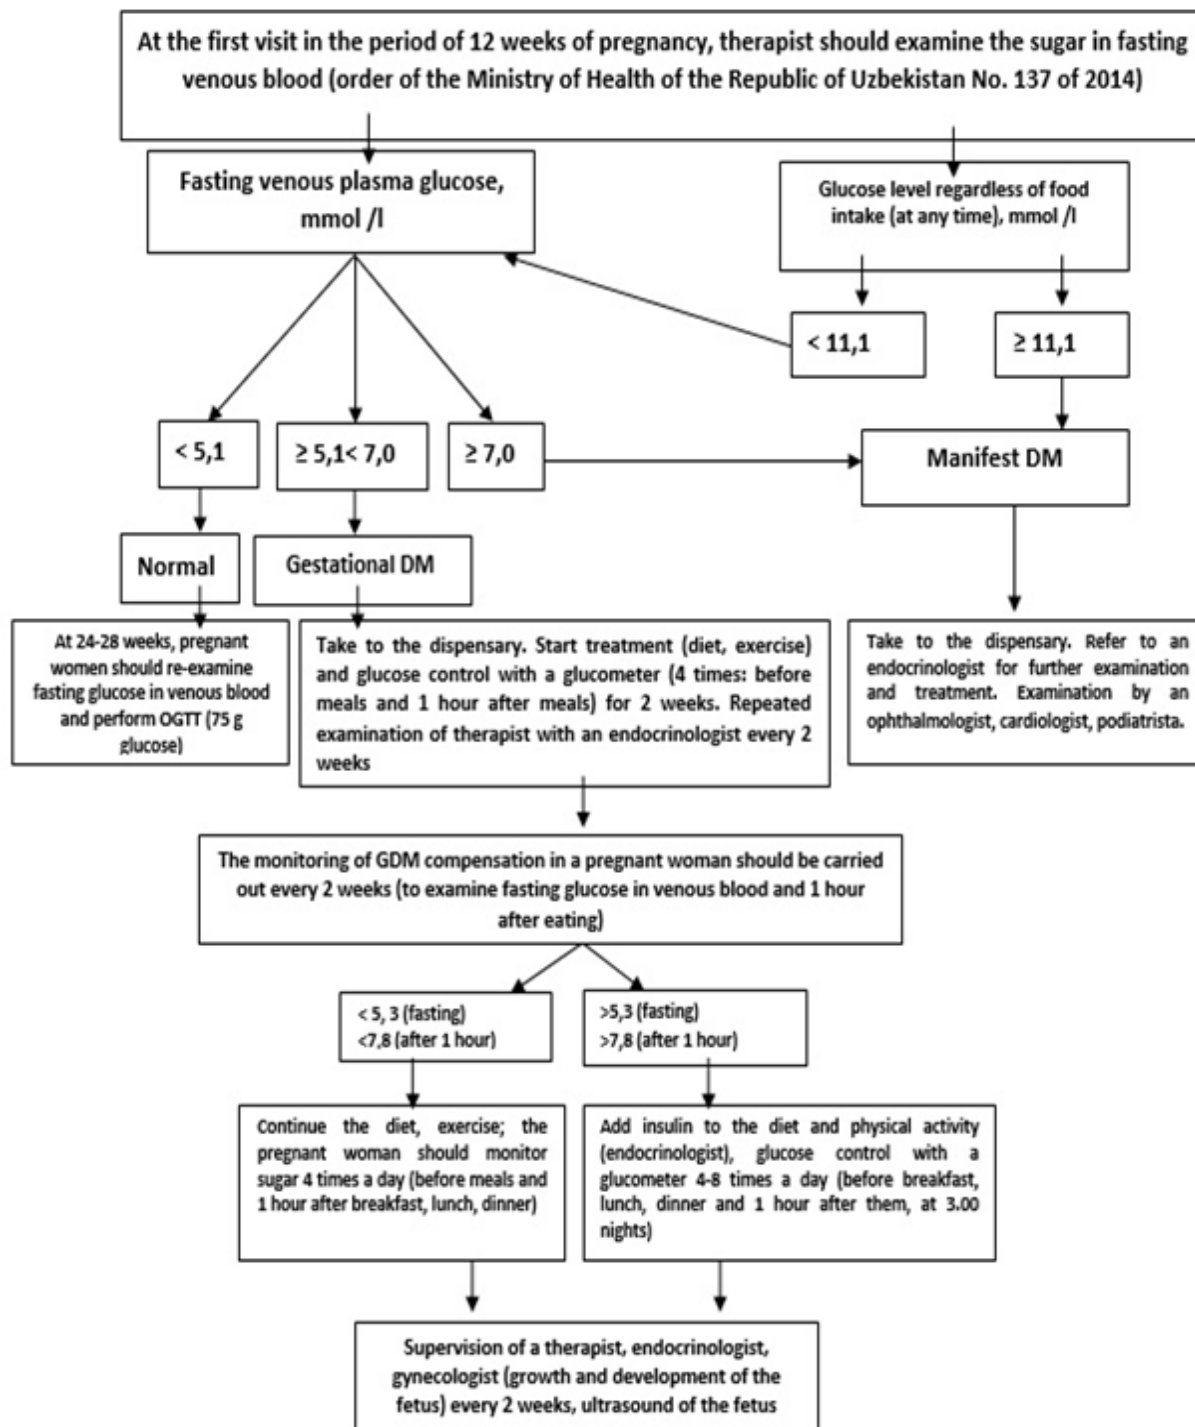 At the first visit in the period of 12 weeks of pregnancy, therapist should examine the sugar in fasting
venous blood (order of the Ministry of Health of the Republic of Uzbekistan No. 137 of 2014)
Fasting venous plasma glucose,
mmol /l
Glucose level regardless of food
intake (at any time), mmol /l
< 11,1
≥ 11,1
< 5,1
≥ 5,1< 7,0
≥ 7,0
Manifest DM
Normal
Gestational DM
At 24-28 weeks, pregnant
women should re-examine
fasting glucose in venous blood
and perform OGTT (75 g
glucose)
Take to the dispensary. Start treatment (diet, exercise)
and glucose control with a glucometer (4 times: before
meals and 1 hour after meals) for 2 weeks. Repeated
examination of therapist with an endocrinologist every 2
weeks
Take to the dispensary. Refer to an
endocrinologist for further examination
and treatment. Examination by an
ophthalmologist, cardiologist, podiatrista.
The monitoring of GDM compensation in a pregnant woman should be carried
out every 2 weeks (to examine fasting glucose in venous blood and 1 hour
after eating)
< 5, 3 (fasting)
<7,8 (after 1 hour)
>5,3 (fasting)
>7,8 (after 1 hour)
Continue the diet, exercise; the
pregnant woman should monitor
sugar 4 times a day (before meals and
1 hour after breakfast, lunch, dinner)
Add insulin to the diet and physical activity
(endocrinologist), glucose control with a
glucometer 4-8 times a day (before breakfast,
lunch, dinner and 1 hour after them, at 3.00
nights)
Supervision of a therapist, endocrinologist,
gynecologist (growth and development of the
fetus) every 2 weeks, ultrasound of the fetus